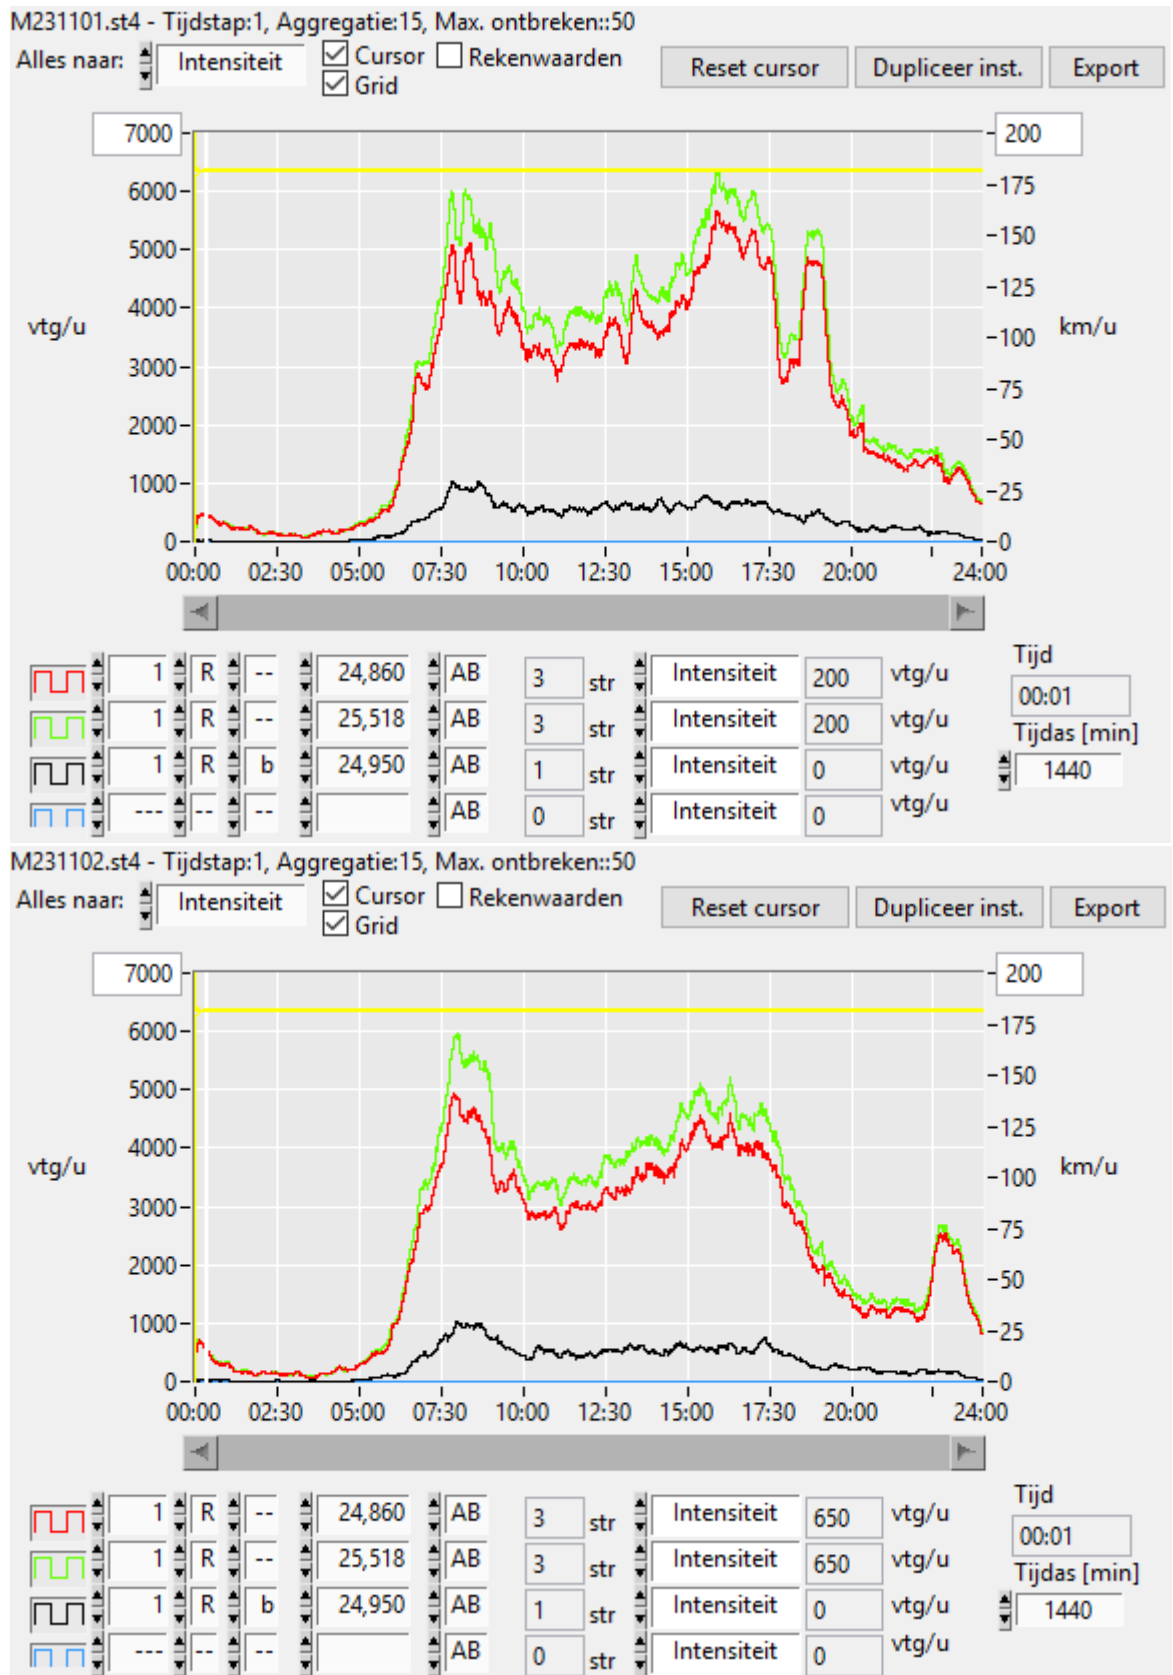 M231101.st4 - Tijdstap:1, Aggregatie:15, Max. ontbreken::50
Alles naar: Intensiteit Cursor Rekenwaarden Reset cursor Dupliceer inst. Export
Grid
7000 200
6000 175
5000 150
4000 125
vtg/u 100 km/u
3000 75
2000 50
1000 25
0 0
00:00 02:30 05:00 07:30 10:00 12:30 15:00 17:30 20:00 24:00
1 R -- 24,860 AB 3 str Intensiteit 200 vtg/u Tijd
00:01
1 R -- 25,518 AB 3 str Intensiteit 200 vtg/u Tijdas [min]
1 R b 24,950 AB 1 str Intensiteit 0 vtg/u 1440
--- -- -- AB 0 str Intensiteit 0 vtg/u
M231102.st4 - Tijdstap:1, Aggregatie:15, Max. ontbreken::50
Alles naar: Intensiteit Cursor Rekenwaarden Reset cursor Dupliceer inst. Export
Grid
7000 200
6000 175
5000 150
4000 125
vtg/u 100 km/u
3000 75
2000 50
1000 25
0 0
00:00 02:30 05:00 07:30 10:00 12:30 15:00 17:30 20:00 24:00
1 R -- 24,860 AB 3 str Intensiteit 650 vtg/u Tijd
00:01
1 R -- 25,518 AB 3 str Intensiteit 650 vtg/u Tijdas [min]
1 R b 24,950 AB 1 str Intensiteit 0 vtg/u 1440
--- -- -- AB 0 str Intensiteit 0 vtg/u